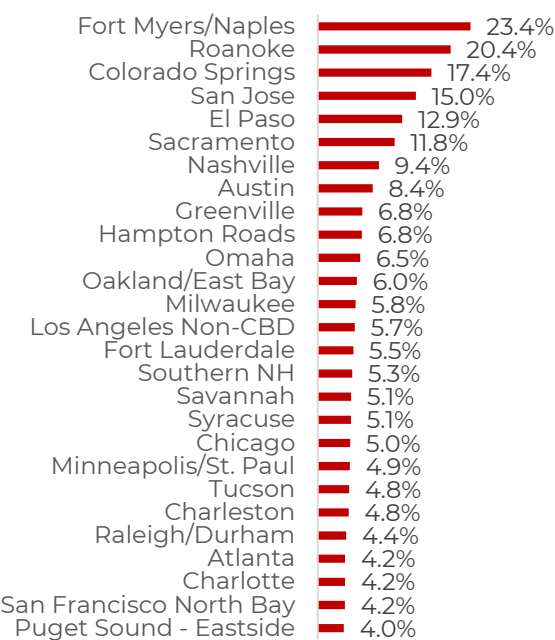 Fort Myers/Naples 23.4%
Roanoke 20.4%
Colorado Springs 17.4%
San Jose 15.0%
El Paso 12.9%
Sacramento 11.8%
Nashville 9.4%
Austin 8.4%
Greenville 6.8%
Hampton Roads 6.8%
Omaha 6.5%
Oakland/East Bay 6.0%
Milwaukee 5.8%
Los Angeles Non-CBD 5.7%
Fort Lauderdale 5.5%
Southern NH 5.3%
Savannah 5.1%
Syracuse 5.1%
Chicago 5.0%
Minneapolis/St. Paul 4.9%
Tucson 4.8%
Charleston 4.8%
Raleigh/Durham 4.4%
Atlanta 4.2%
Charlotte 4.2%
San Francisco North Bay 4.2%
Puget Sound - Eastside 4.0%